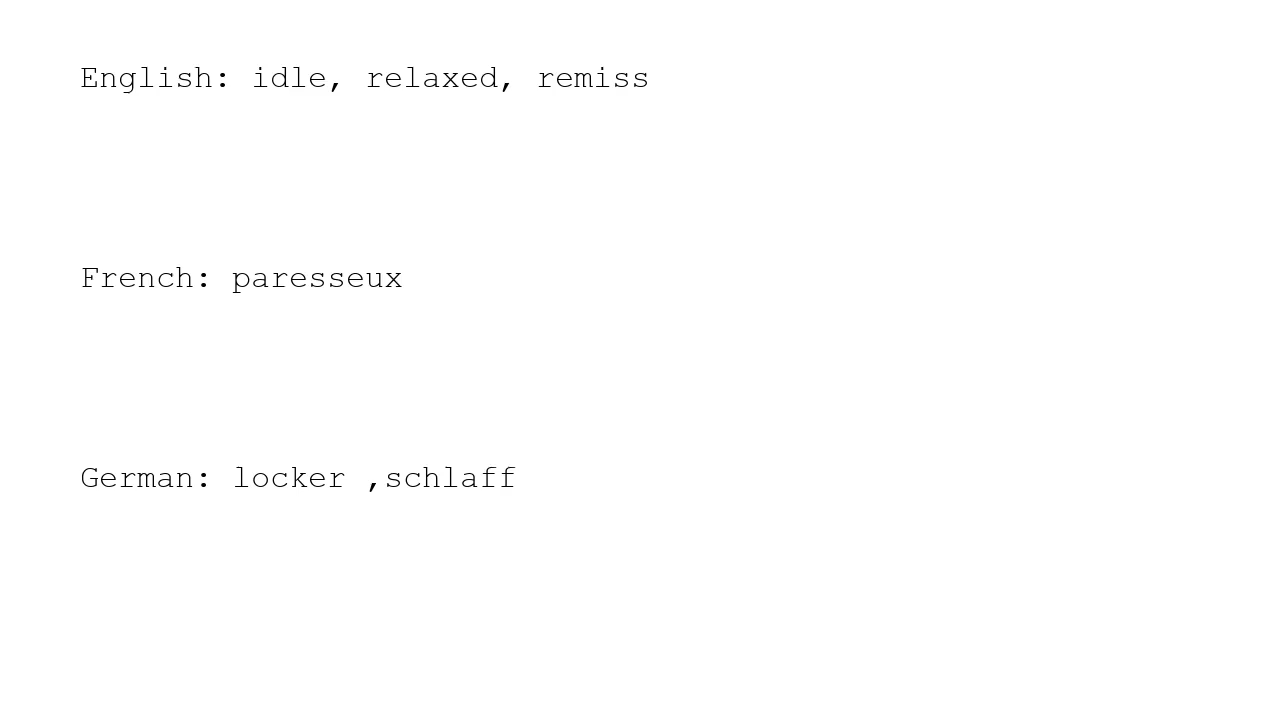 English: idle, relaxed, remiss
French: paresseux
German: locker ,schlaff